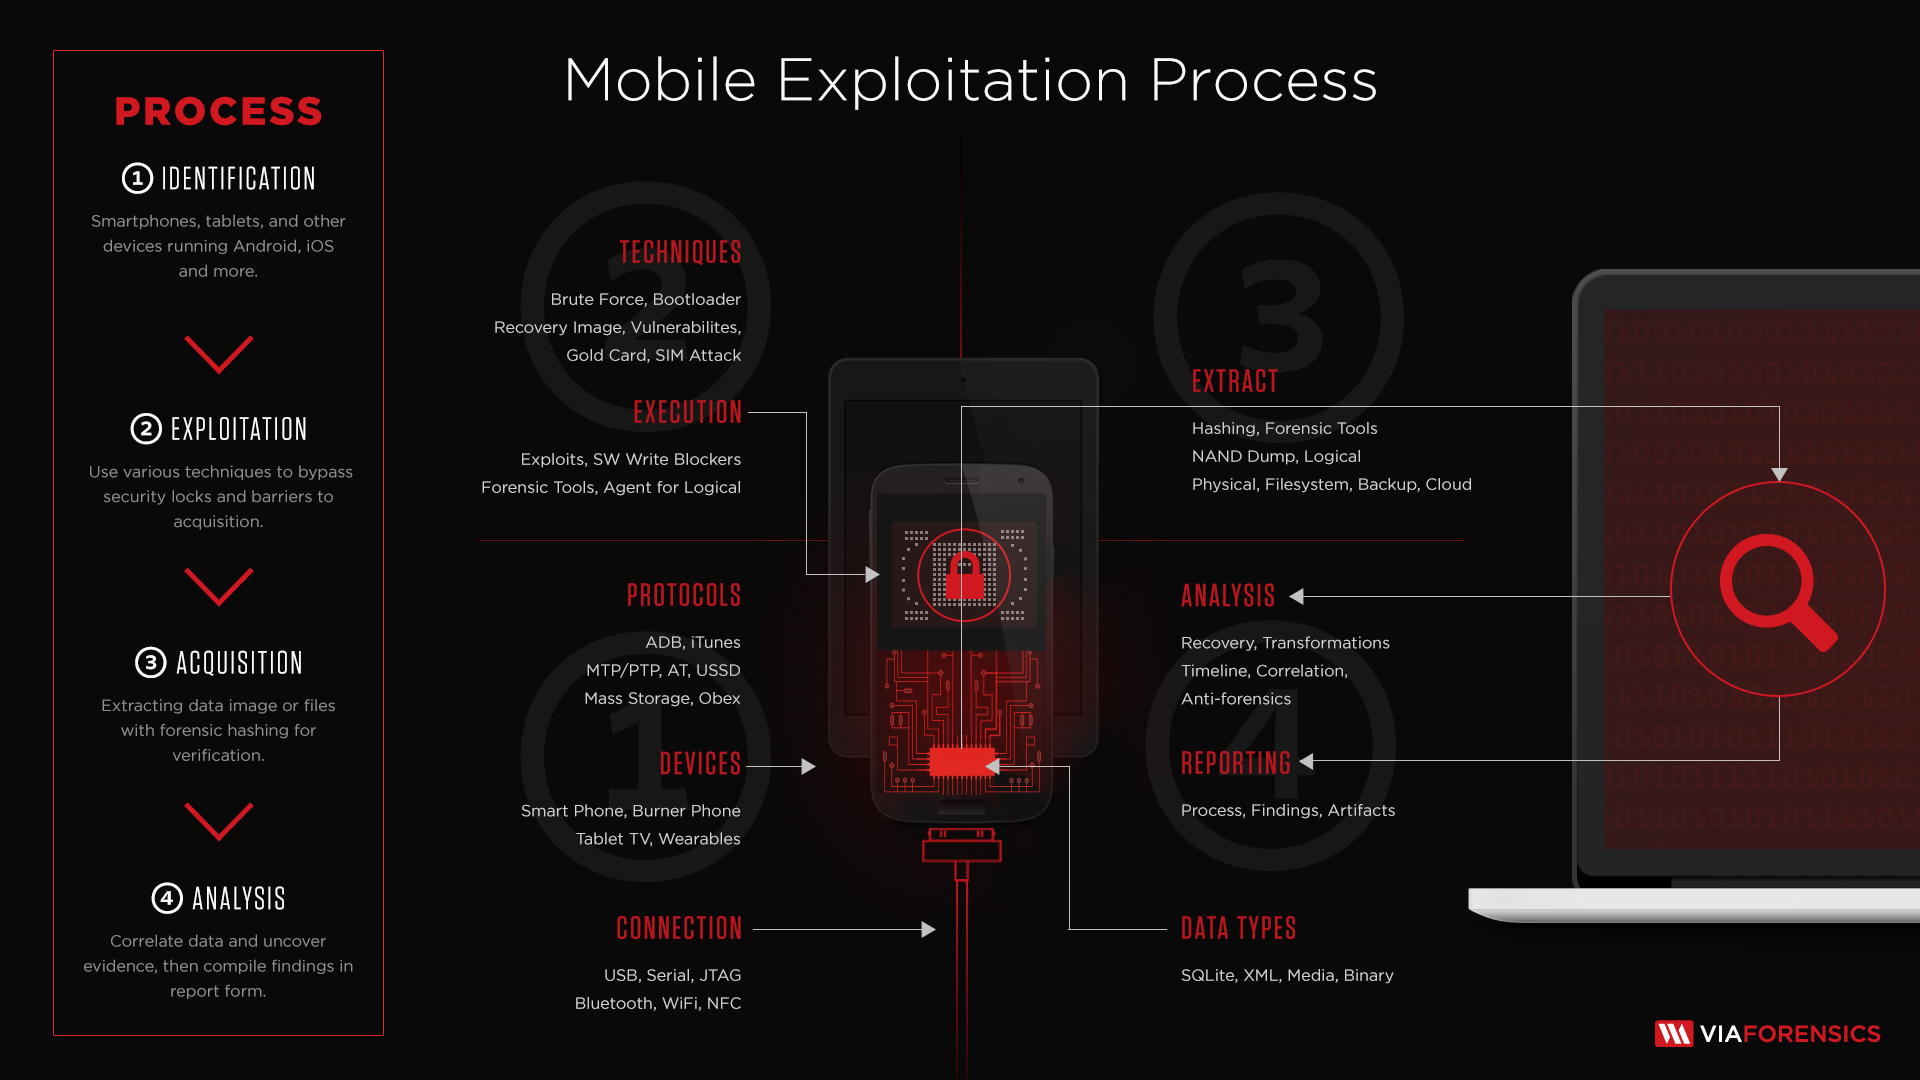 Mobile Exploitation Process
PROCESS
1 IDENTIFICATION
Smartphones, tablets, and other
devices running Android, iOS
and more.
2 EXPLOITATION
Use various techniques to bypass
security locks and barriers to
acquisition.
3 ACQUISITION
Extracting data image or files
with forensic hashing for
verification.
4 ANALYSIS
Correlate data and uncover
evidence, then compile findings in
report form.
2
TECHNIQUES
Brute Force, Bootloader
Recovery Image, Vulnerabilites,
Gold Card, SIM Attack
EXECUTION
Exploits, SW Write Blockers
Forensic Tools, Agent for Logical
1
PROTOCOLS
ADB, iTunes
MTP/PTP, AT, USSD
Mass Storage, Obex
DEVICES
Smart Phone, Burner Phone
Tablet TV, Wearables
CONNECTION
USB, Serial, JTAG
Bluetooth, WiFi, NFC
3
EXTRACT
Hashing, Forensic Tools
NAND Dump, Logical
Physical, Filesystem, Backup, Cloud
4
ANALYSIS
Recovery, Transformations
Timeline, Correlation,
Anti-forensics
REPORTING
Process, Findings, Artifacts
DATA TYPES
SQLite, XML, Media, Binary
VIAFORENSICS